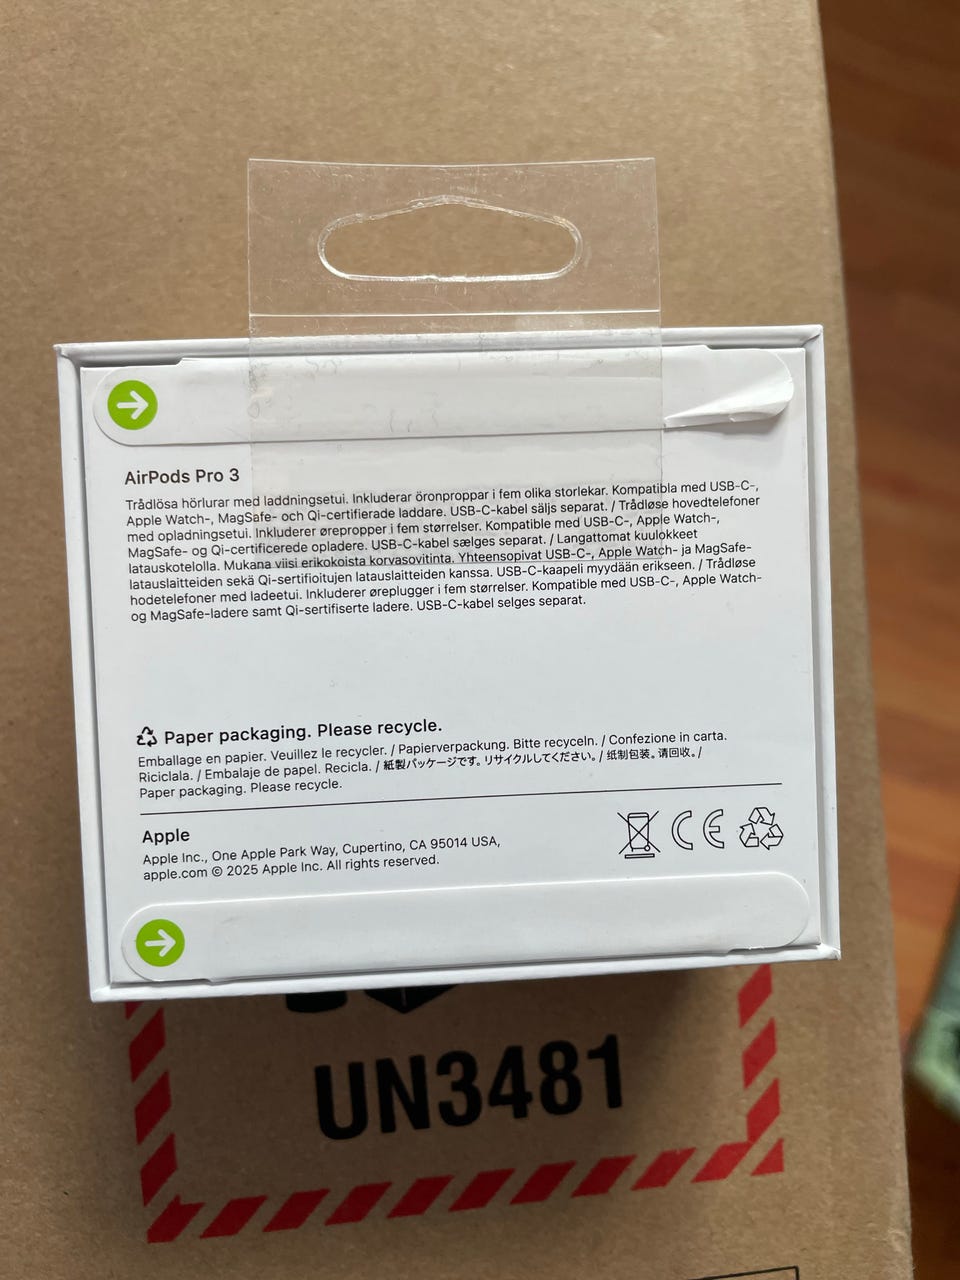 AirPods Pro 3
Trådlösa hörlurar med laddningsetui. Inkluderar öronproppar i fem olika storlekar. Kompatibla med USB-C-,
Apple Watch-, MagSafe- och Qi-certifierade laddare. USB-C-kabel säljs separat. / Trådløse hovedtelefoner
med opladningsetui. Inkluderer ørepropper i fem størrelser. Kompatible med USB-C-, Apple Watch-,
MagSafe- og Qi-certificerede opladere. USB-C-kabel sælges separat. / Langattomat kuulokkeet
latauskotelolla. Mukana viisi erikokoista korvasovitinta. Yhteensopivat USB-C-, Apple Watch- ja MagSafe-
latauslaitteiden sekä Qi-sertifioitujen latauslaitteiden kanssa. USB-C-kaapeli myydään erikseen. / Trådløse
hodetelefoner med ladeetui. Inkluderer øreplugger i fem størrelser. Kompatible med USB-C-, Apple Watch-
og MagSafe-ladere samt Qi-sertifiserte ladere. USB-C-kabel selges separat.
Paper packaging. Please recycle.
Emballage en papier. Veuillez le recycler. / Papierverpackung. Bitte recyceln. / Confezione in carta.
Riciclala. / Embalaje de papel. Recicla. / 紙製パッケージです。リサイクルしてください。/ 纸制包装。请回收。/
Paper packaging. Please recycle.
Apple
Apple Inc., One Apple Park Way, Cupertino, CA 95014 USA,
apple.com © 2025 Apple Inc. All rights reserved.
CE
UN3481